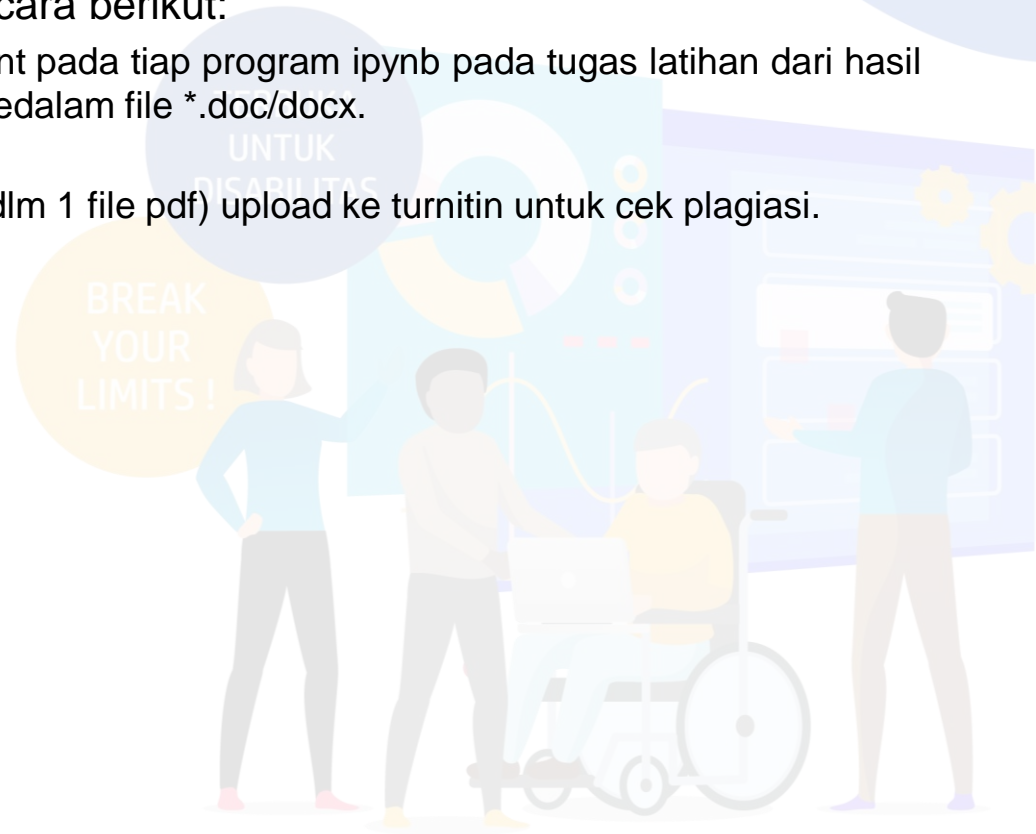 cara berikut:
nt pada tiap program ipynb pada tugas latihan dari hasil
edalam file *.doc/docx.
TERBUKA
UNTUK
DISABILITAS
dlm 1 file pdf) upload ke turnitin untuk cek plagiasi.
BREAK
YOUR
LIMITS !